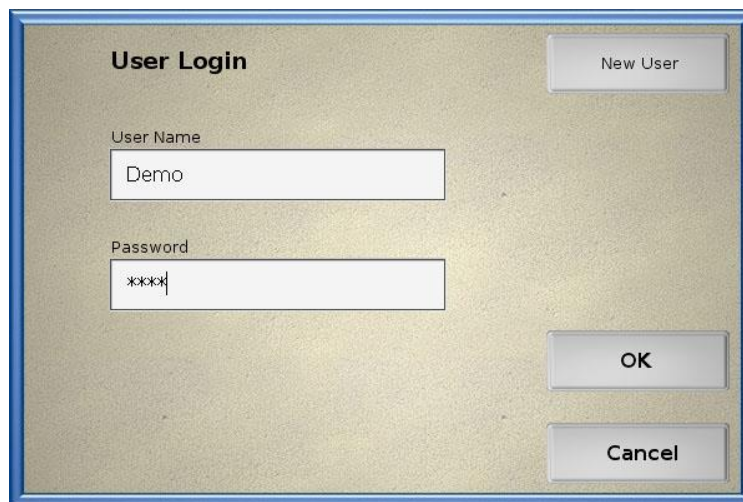 User Login
New User
User Name
Demo
Password
****
OK
Cancel